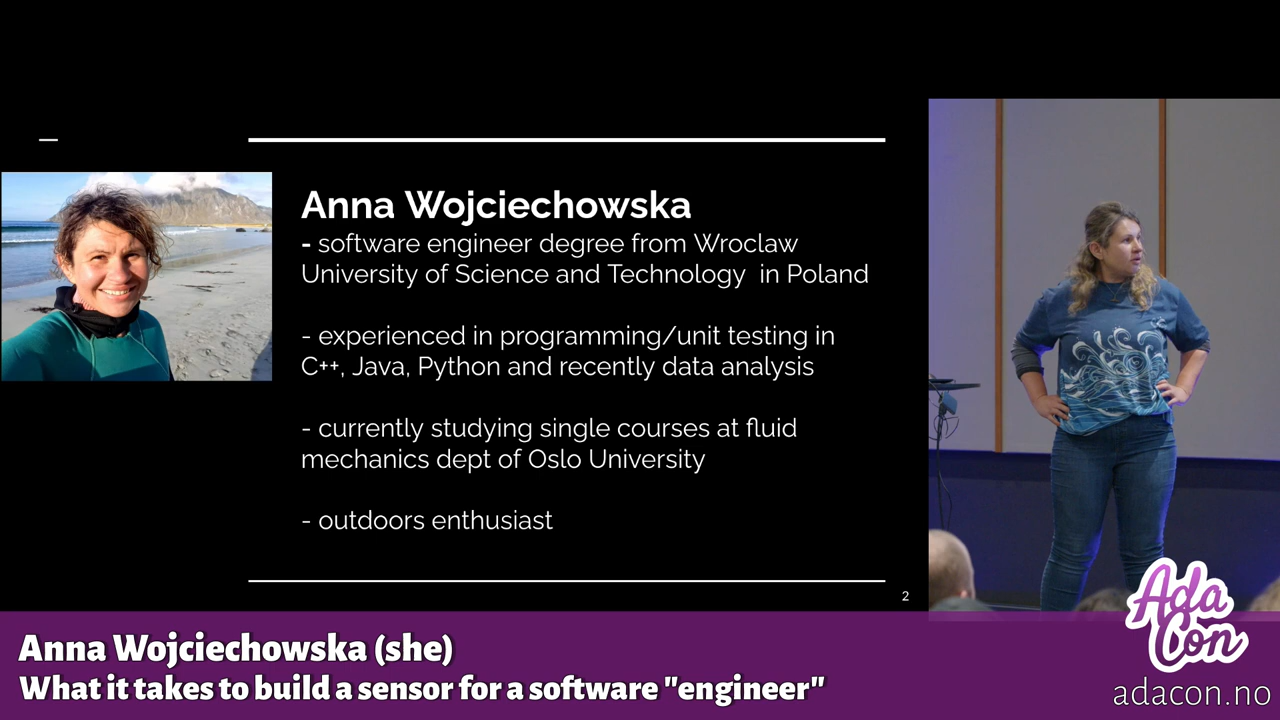 Anna Wojciechowska
- software engineer degree from Wroclaw
University of Science and Technology  in Poland
- experienced in programming/unit testing in
C++, Java, Python and recently data analysis
- currently studying single courses at fluid
mechanics dept of Oslo University
- outdoors enthusiast
2
Anna Wojciechowska (she)
What it takes to build a sensor for a software "engineer"
Ada
Con
adacon.no